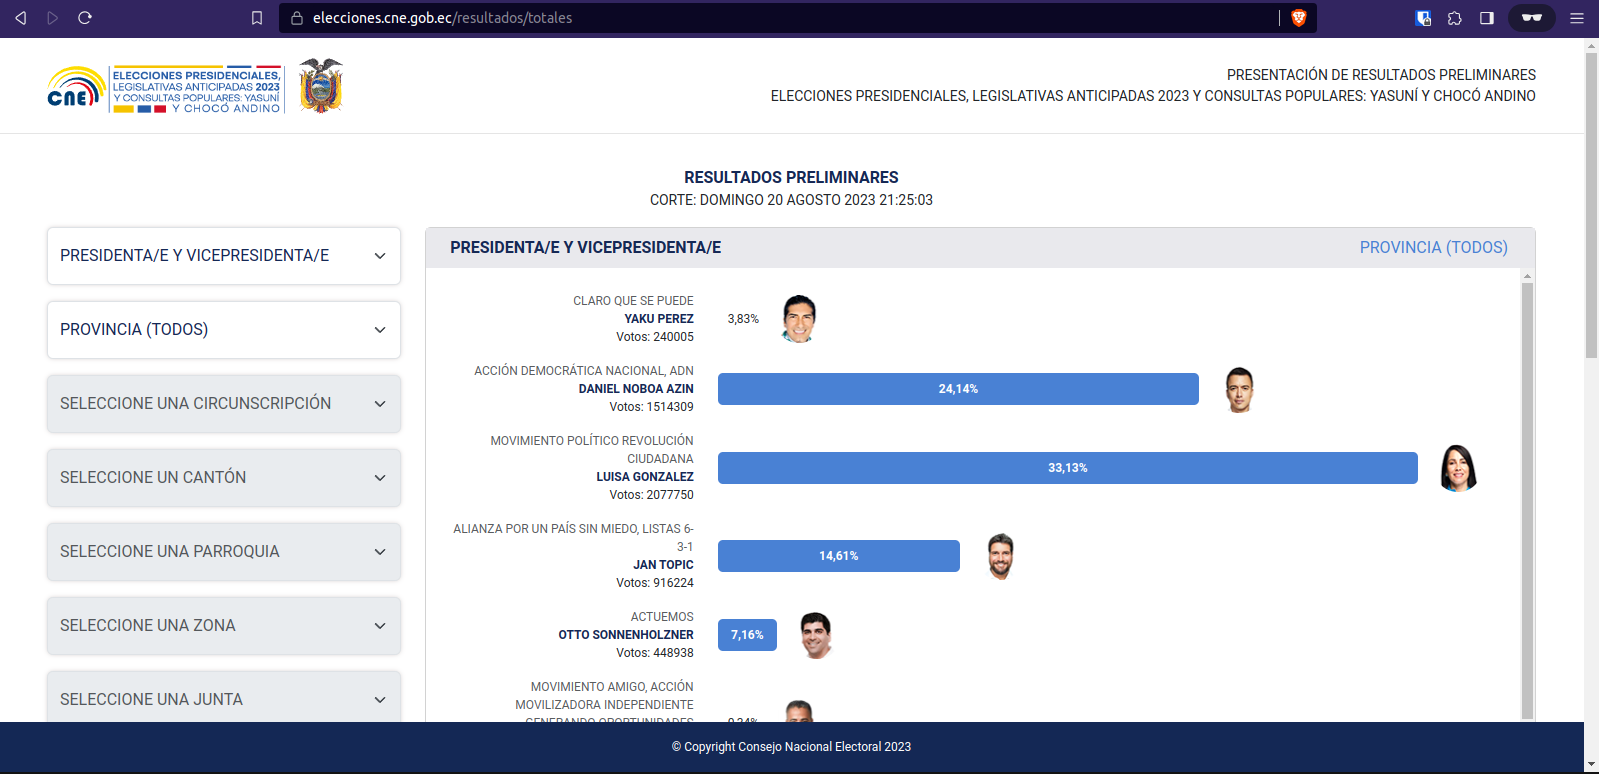 elecciones.cne.gob.ec/resultados/totales
cne
ELECCIONES PRESIDENCIALES,
LEGISLATIVAS ANTICIPADAS 2023
Y CONSULTAS POPULARES: YASUNÍ
Y CHOCÓ ANDINO
PRESENTACIÓN DE RESULTADOS PRELIMINARES
ELECCIONES PRESIDENCIALES, LEGISLATIVAS ANTICIPADAS 2023 Y CONSULTAS POPULARES: YASUNÍ Y CHOCÓ ANDINO
RESULTADOS PRELIMINARES
CORTE: DOMINGO 20 AGOSTO 2023 21:25:03
PRESIDENTA/E Y VICEPRESIDENTA/E
PROVINCIA (TODOS)
SELECCIONE UNA CIRCUNSCRIPCIÓN
SELECCIONE UN CANTÓN
SELECCIONE UNA PARROQUIA
SELECCIONE UNA ZONA
SELECCIONE UNA JUNTA
PRESIDENTA/E Y VICEPRESIDENTA/E
PROVINCIA (TODOS)
CLARO QUE SE PUEDE
YAKU PEREZ
Votos: 240005
3,83%
ACCIÓN DEMOCRÁTICA NACIONAL, ADN
DANIEL NOBOA AZIN
Votos: 1514309
24,14%
MOVIMIENTO POLÍTICO REVOLUCIÓN
CIUDADANA
LUISA GONZALEZ
Votos: 2077750
33,13%
ALIANZA POR UN PAÍS SIN MIEDO, LISTAS 6-
3-1
JAN TOPIC
Votos: 916224
14,61%
ACTUEMOS
OTTO SONNENHOLZNER
Votos: 448938
7,16%
MOVIMIENTO AMIGO, ACCIÓN
MOVILIZADORA INDEPENDIENTE
GENERANDO OPORTUNIDADES
© Copyright Consejo Nacional Electoral 2023